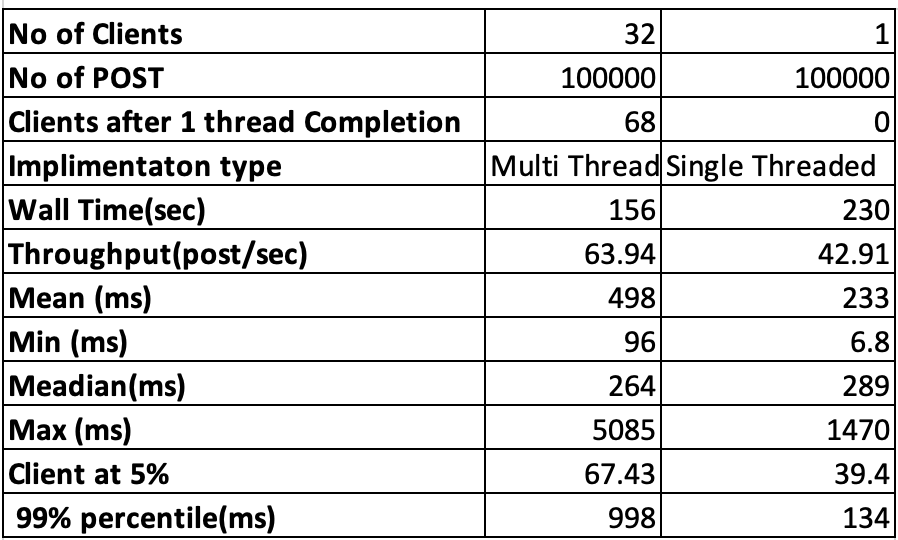 No of Clients 32 1
No of POST 100000 100000
Clients after 1 thread Completion 68 0
Implimentaton type Multi Thread Single Threaded
Wall Time(sec) 156 230
Throughput(post/sec) 63.94 42.91
Mean (ms) 498 233
Min (ms) 96 6.8
Meadian(ms) 264 289
Max (ms) 5085 1470
Client at 5% 67.43 39.4
99% percentile(ms) 998 134